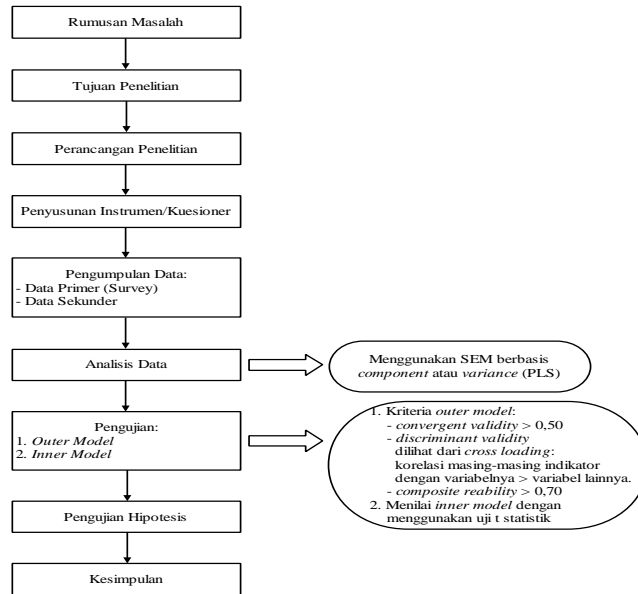 Rumusan Masalah
Tujuan Penelitian
Perancangan Penelitian
Penyusunan Instrumen/Kuesioner
Pengumpulan Data:
- Data Primer (Survey)
- Data Sekunder
Analisis Data
Menggunakan SEM berbasis
component atau variance (PLS)
Pengujian:
1. Outer Model
2. Inner Model
1. Kriteria outer model:
- convergent validity > 0,50
- discriminant validity
dilihat dari cross loading:
korelasi masing-masing indikator
dengan variabelnya > variabel lainnya.
- composite reability > 0,70
2. Menilai inner model dengan
menggunakan uji t statistik
Pengujian Hipotesis
Kesimpulan